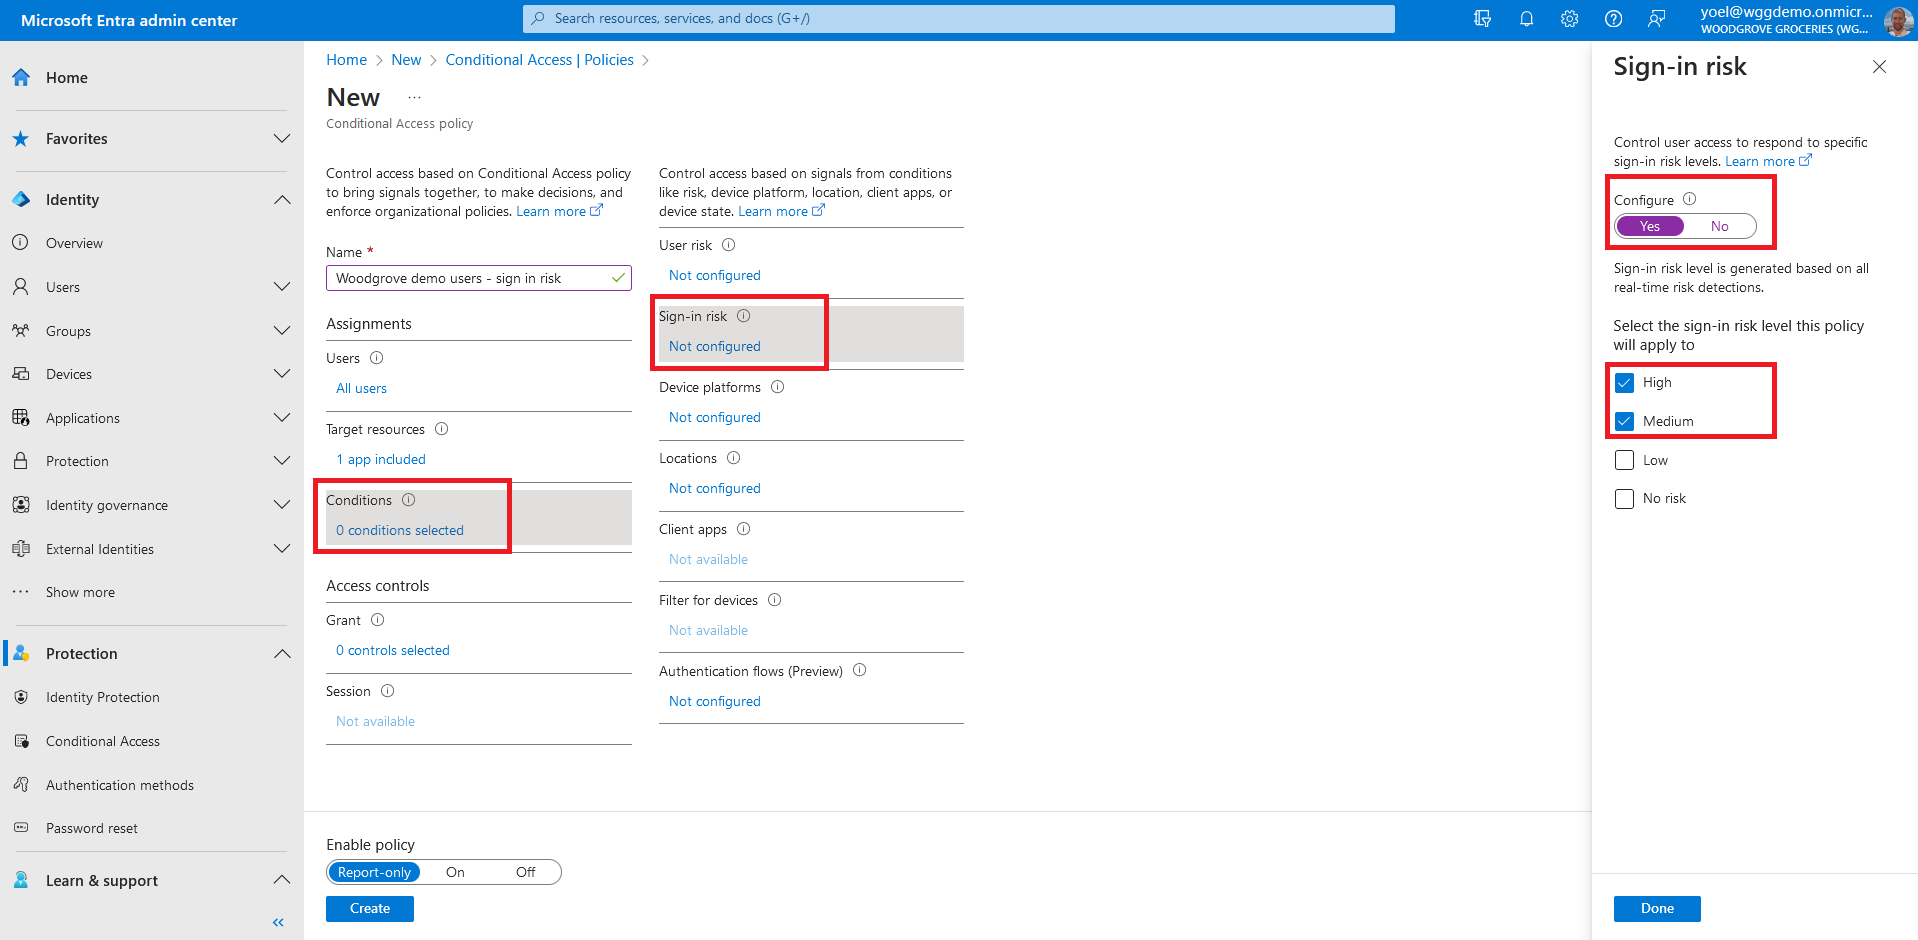 Microsoft Entra admin center
Search resources, services, and docs (G+/)
yoel@wggdemo.onmicr...
WOODGROVE GROCERIES (WG...
Home
Favorites
Identity
Overview
Users
Groups
Devices
Applications
Protection
Identity governance
External Identities
Show more
Protection
Identity Protection
Conditional Access
Authentication methods
Password reset
Learn & support
Home > New > Conditional Access | Policies >
New ...
Conditional Access policy
Control access based on Conditional Access policy
to bring signals together, to make decisions, and
enforce organizational policies. Learn more
Name *
Woodgrove demo users - sign in risk
Assignments
Users
All users
Target resources
1 app included
Conditions
0 conditions selected
Access controls
Grant
0 controls selected
Session
Not available
Control access based on signals from conditions
like risk, device platform, location, client apps, or
device state. Learn more
User risk
Not configured
Sign-in risk
Not configured
Device platforms
Not configured
Locations
Not configured
Client apps
Not available
Filter for devices
Not available
Authentication flows (Preview)
Not configured
Enable policy
Report-only On Off
Create
Sign-in risk
Control user access to respond to specific
sign-in risk levels. Learn more
Configure
Yes No
Sign-in risk level is generated based on all
real-time risk detections.
Select the sign-in risk level this policy
will apply to
High
Medium
Low
No risk
Done